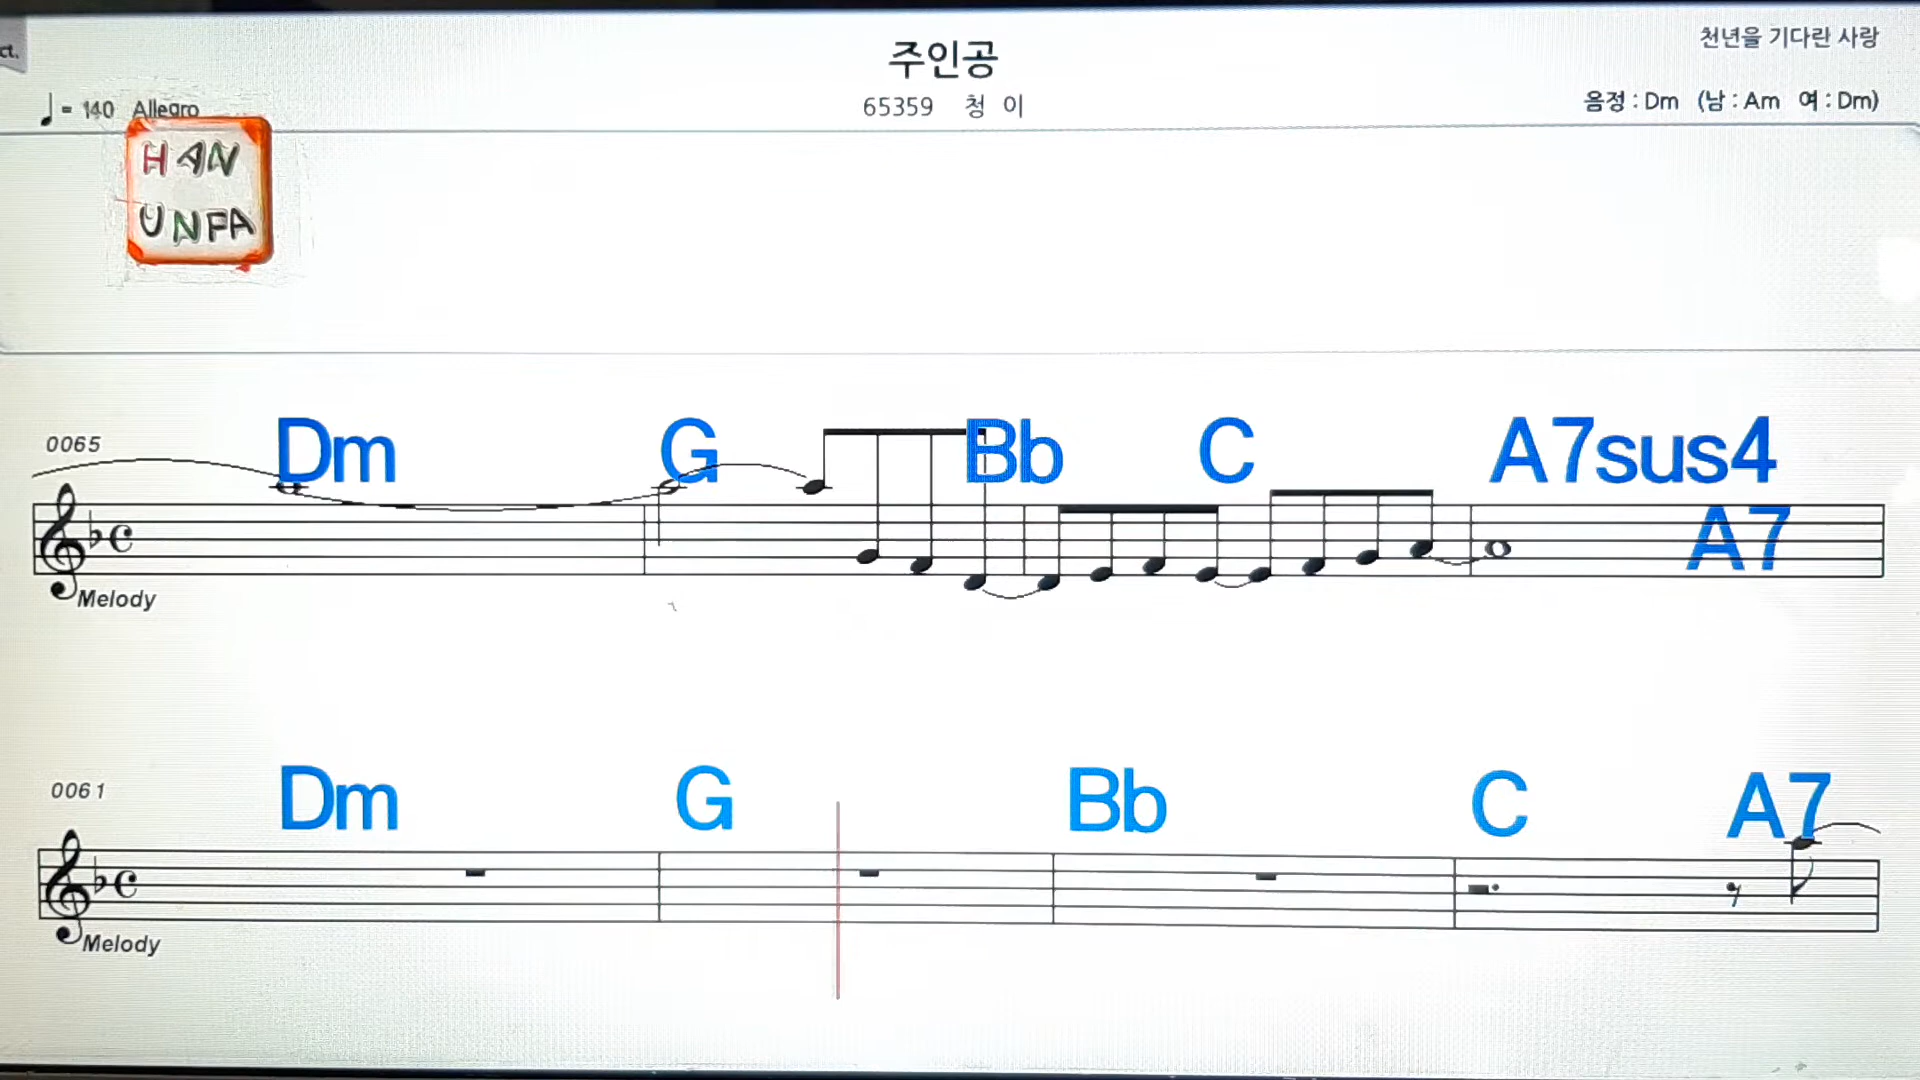 ct.
주인공
천년을 기다린 사랑
= 140 Allegro
65359 청 이
음정 : Dm (남 : Am 여 : Dm)
HAN
UNFA
0065
Dm G Bb C A7sus4
A7
Melody
0061
Dm G Bb C A7
Melody